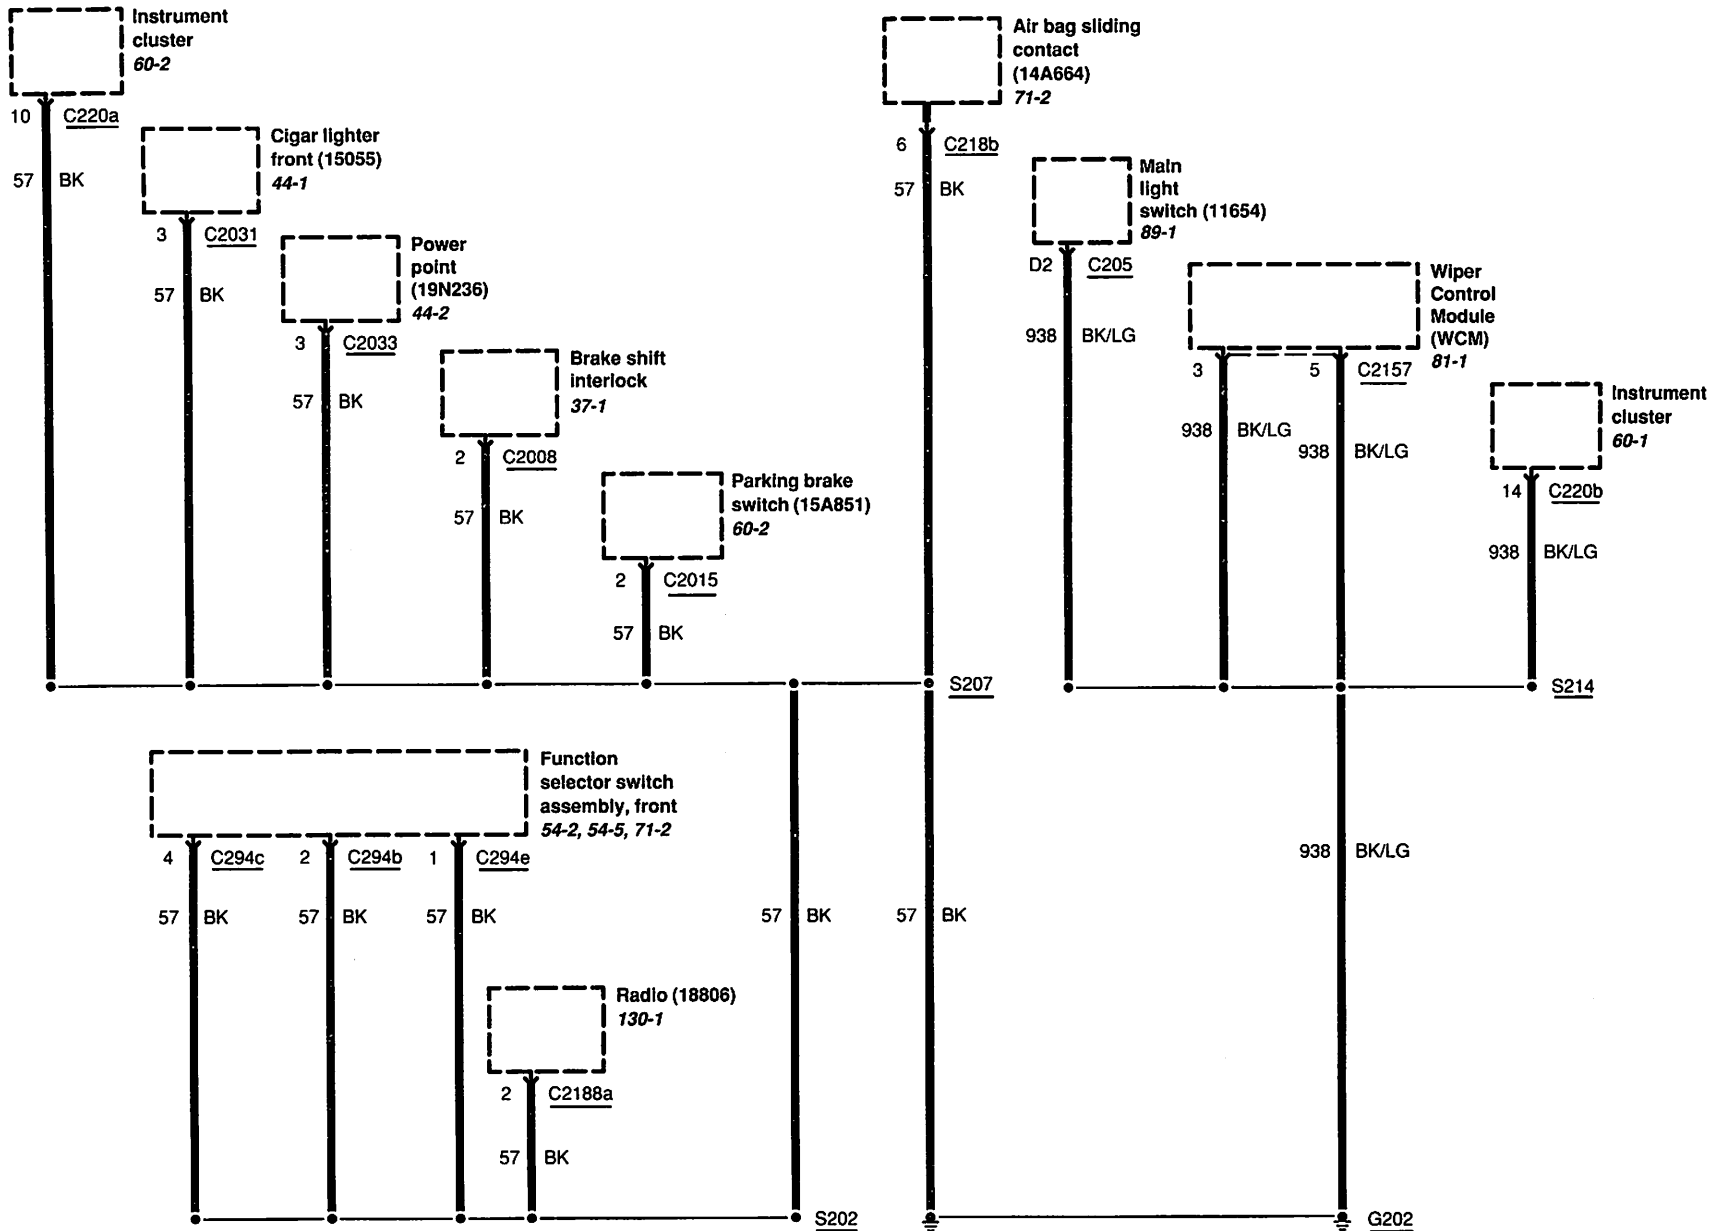 Instrument
cluster
60-2
10 C220a
57 BK
Cigar lighter
front (15055)
44-1
3 C2031
57 BK
Power
point
(19N236)
44-2
3 C2033
57 BK
Brake shift
interlock
37-1
2 C2008
57 BK
Parking brake
switch (15A851)
60-2
2 C2015
57 BK
Air bag sliding
contact
(14A664)
71-2
6 C218b
57 BK
S207
Main
light
switch (11654)
89-1
D2 C205
938 BK/LG
Wiper
Control
Module
(WCM)
81-1
3 5 C2157
938 BK/LG
938 BK/LG
Instrument
cluster
60-1
14 C220b
938 BK/LG
S214
Function
selector switch
assembly, front
54-2, 54-5, 71-2
4 C294c
2 C294b
1 C294e
57 BK
57 BK
57 BK
57 BK
57 BK
938 BK/LG
Radio (18806)
130-1
2 C2188a
57 BK
S202
G202